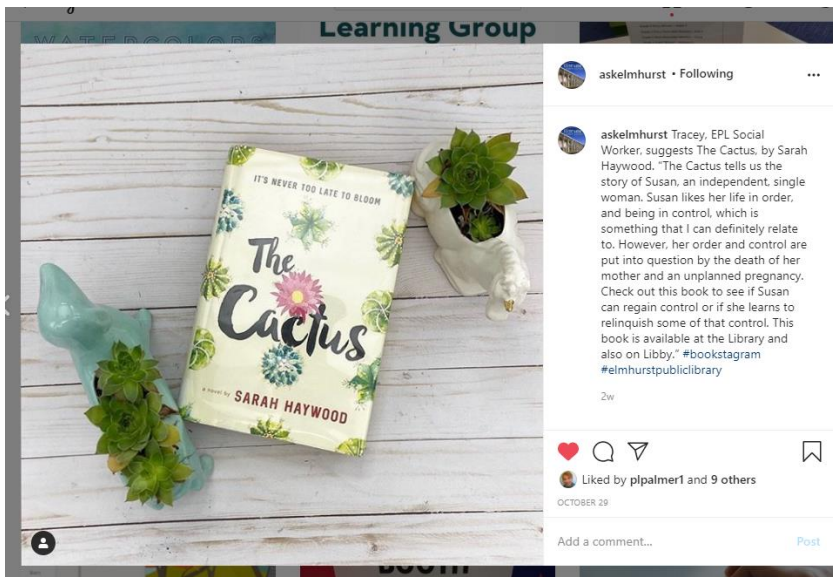 WATERCOLORS
Learning Group
IT'S NEVER TOO LATE TO BLOOM
The
Cactus
a novel by SARAH HAYWOOD
askelmhurst • Following
askelmhurst Tracey, EPL Social
Worker, suggests The Cactus, by Sarah
Haywood. "The Cactus tells us the
story of Susan, an independent, single
woman. Susan likes her life in order,
and being in control, which is
something that I can definitely relate
to. However, her order and control are
put into question by the death of her
mother and an unplanned pregnancy.
Check out this book to see if Susan
can regain control or if she learns to
relinquish some of that control. This
book is available at the Library and
also on Libby." #bookstagram
#elmhurstpubliclibrary
2w
Liked by plpalmer1 and 9 others
OCTOBER 29
Add a comment...
Post